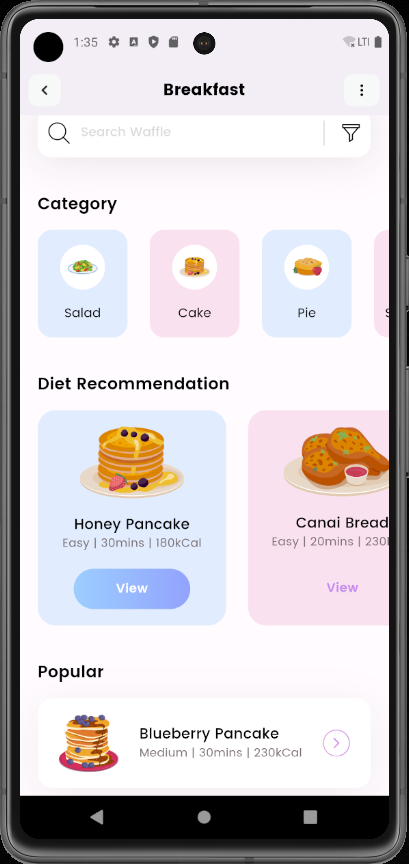 1:35 LTE
Breakfast
Search Waffle
Category
Salad Cake Pie S
Diet Recommendation
Honey Pancake
Easy | 30mins | 180kCal
View
Canai Bread
Easy | 20mins | 230k
View
Popular
Blueberry Pancake
Medium | 30mins | 230kCal